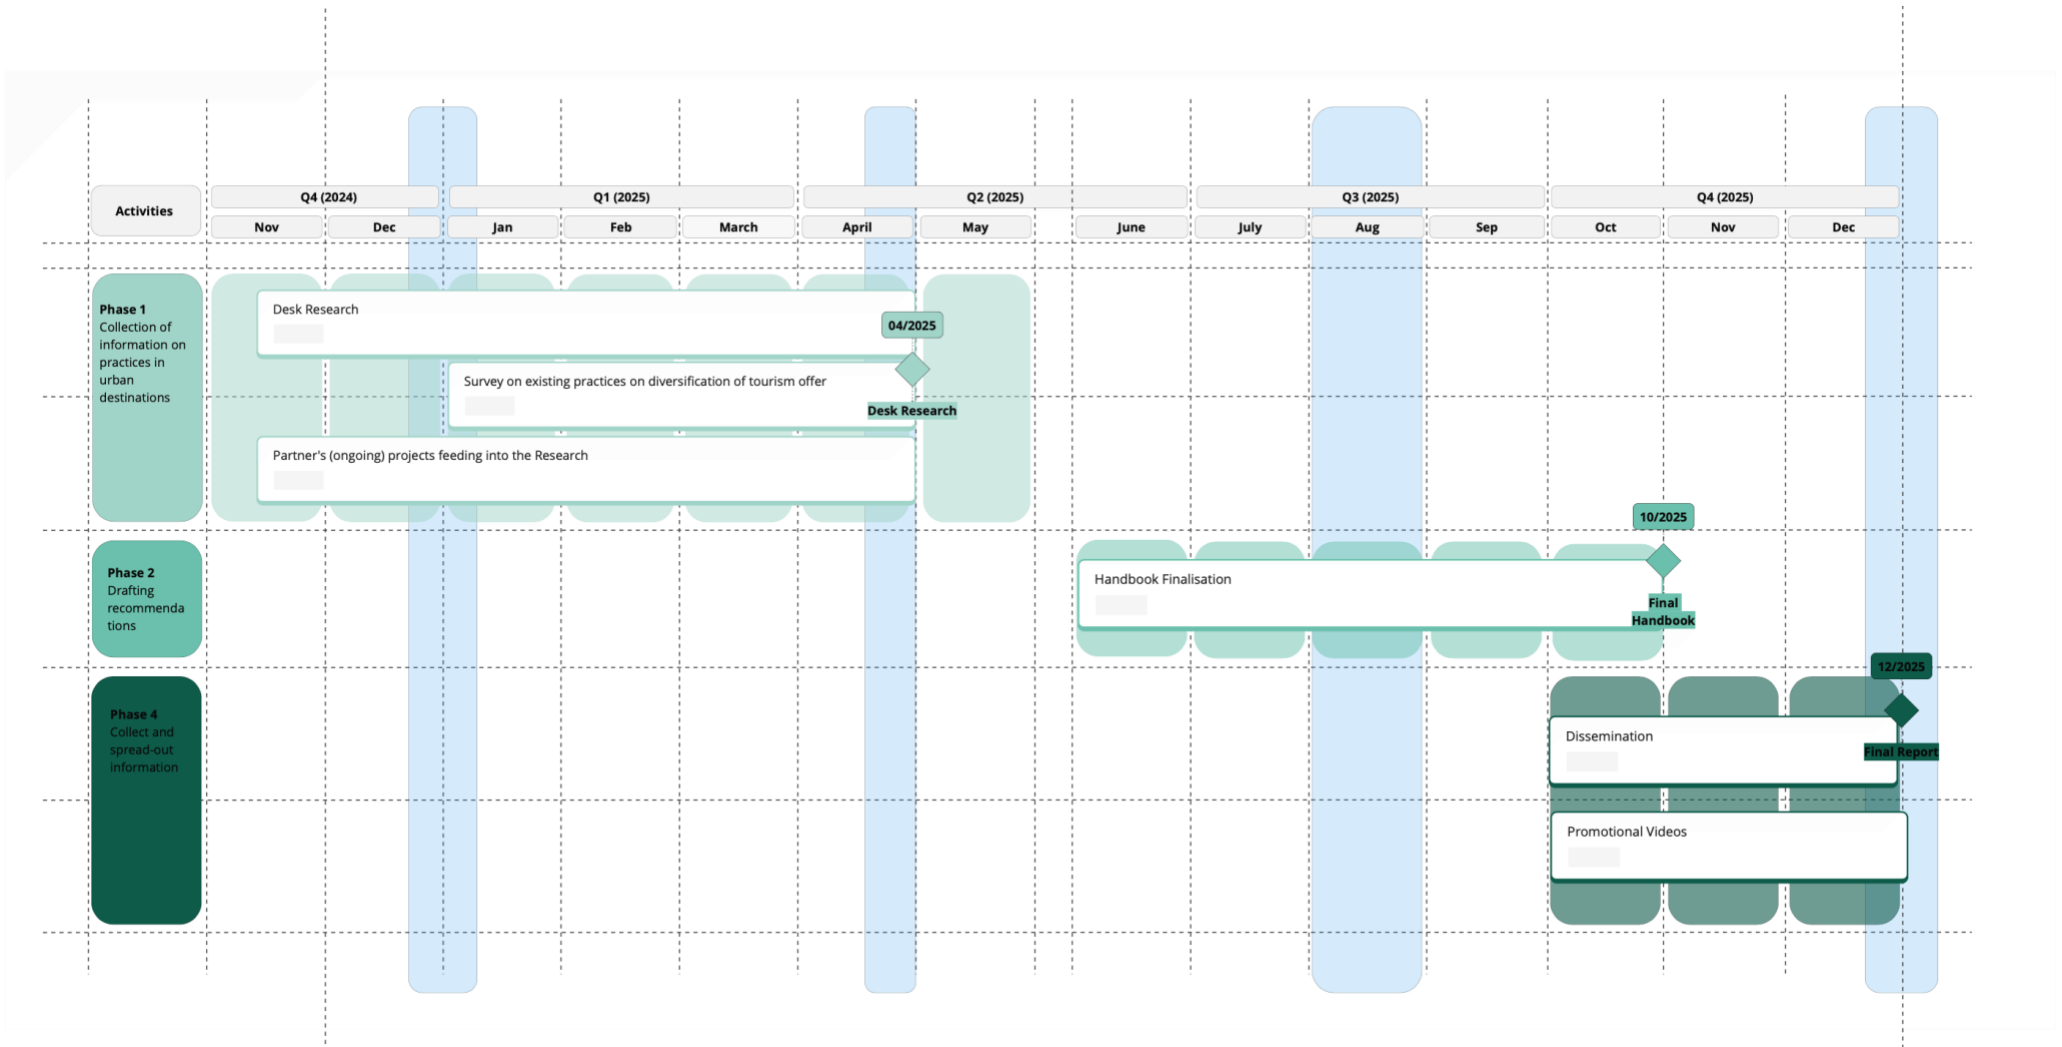 Activities
Q4 (2024)
Q1 (2025)
Q2 (2025)
Q3 (2025)
Q4 (2025)
Nov
Dec
Jan
Feb
March
April
May
June
July
Aug
Sep
Oct
Nov
Dec
Phase 1
Collection of
information on
practices in
urban
destinations
Desk Research
04/2025
Survey on existing practices on diversification of tourism offer
Desk Research
Partner's (ongoing) projects feeding into the Research
Phase 2
Drafting
recommenda
tions
10/2025
Handbook Finalisation
Final
Handbook
Phase 4
Collect and
spread-out
information
12/2025
Dissemination
Final Report
Promotional Videos